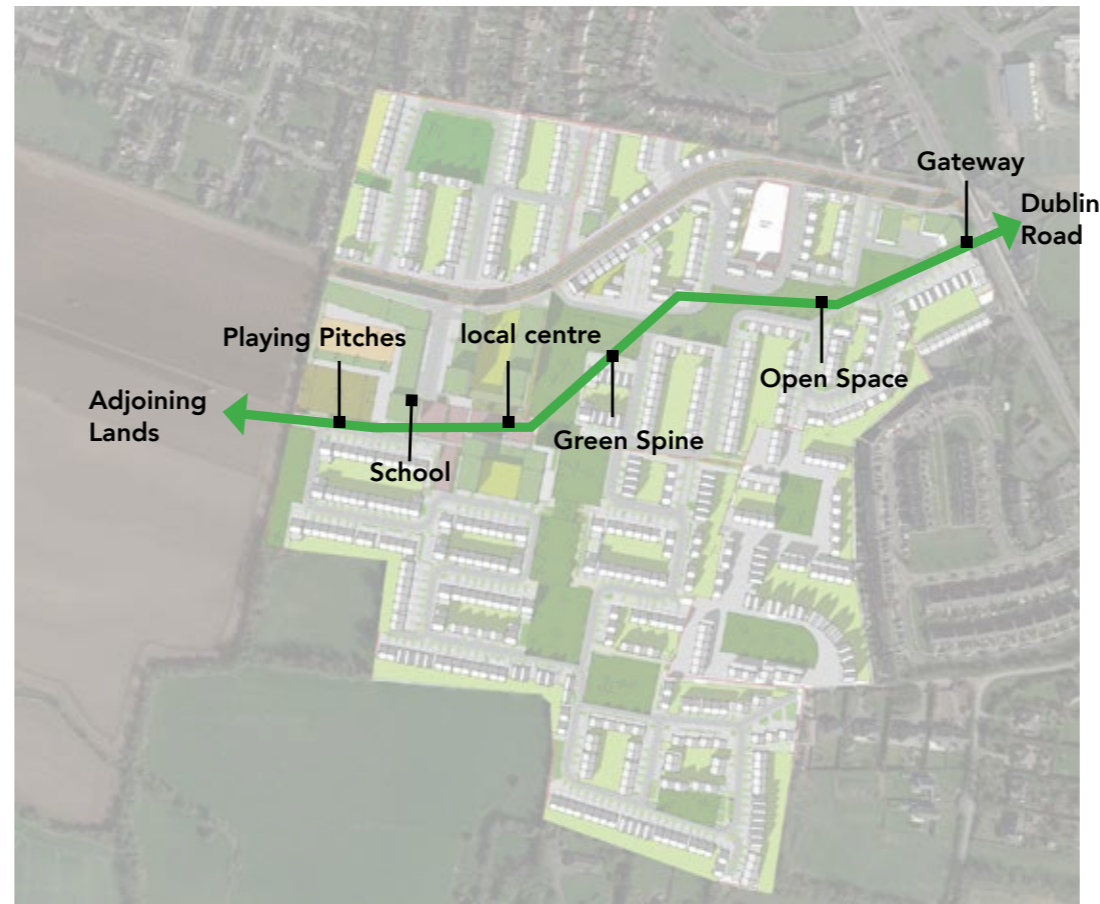 Gateway
Dublin
Road
Playing Pitches
local centre
Adjoining
Lands
Open Space
Green Spine
School